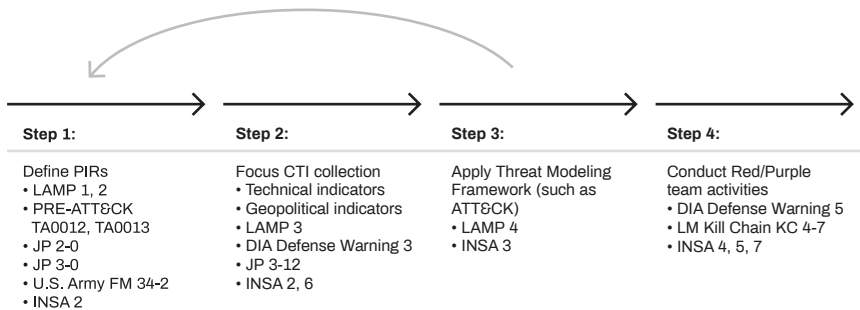 Step 1:
Define PIRs
• LAMP 1, 2
• PRE-ATT&CK
TA0012, TA0013
• JP 2-0
• JP 3-0
• U.S. Army FM 34-2
• INSA 2
Step 2:
Focus CTI collection
• Technical indicators
• Geopolitical indicators
• LAMP 3
• DIA Defense Warning 3
• JP 3-12
• INSA 2, 6
Step 3:
Apply Threat Modeling
Framework (such as
ATT&CK)
• LAMP 4
• INSA 3
Step 4:
Conduct Red/Purple
team activities
• DIA Defense Warning 5
• LM Kill Chain KC 4-7
• INSA 4, 5, 7